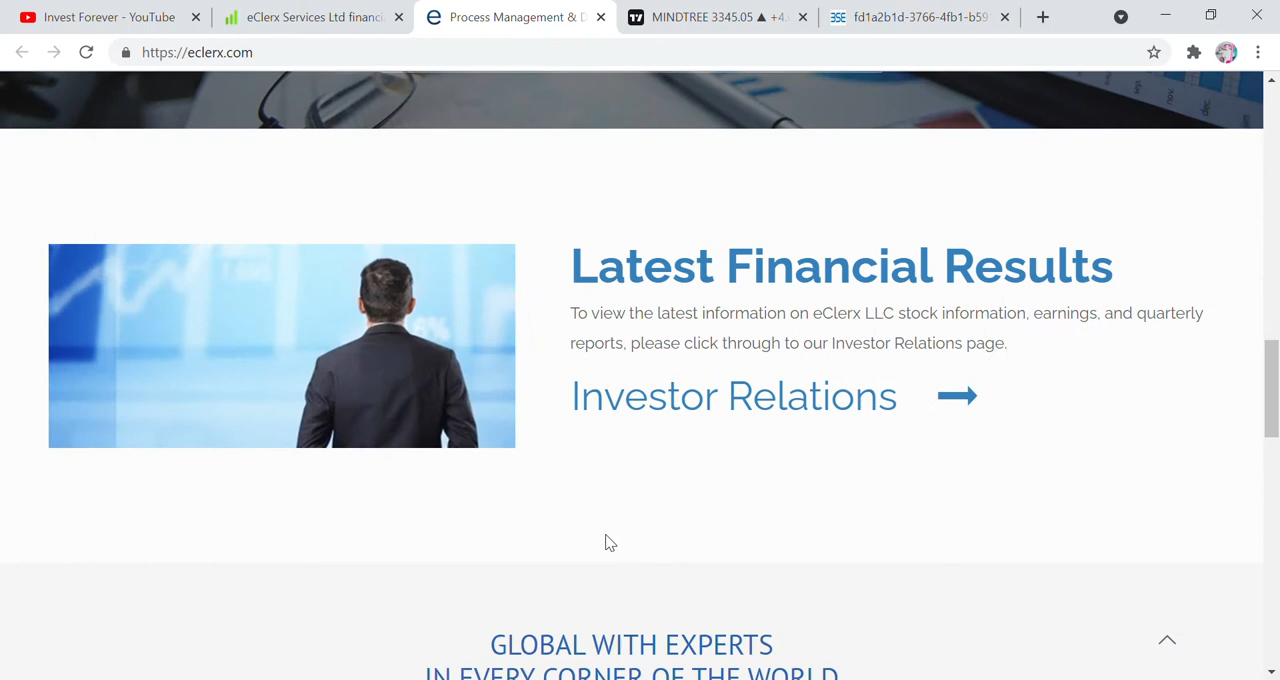 Invest Forever - YouTube
eClerx Services Ltd financi
Process Management & D
MINDTREE 3345.05 ▲ +4.
fd1a2b1d-3766-4fb1-b59
https://eclerx.com
Latest Financial Results
To view the latest information on eClerx LLC stock information, earnings, and quarterly
reports, please click through to our Investor Relations page.
Investor Relations
GLOBAL WITH EXPERTS
IN EVERY CORNER OF THE WORLD